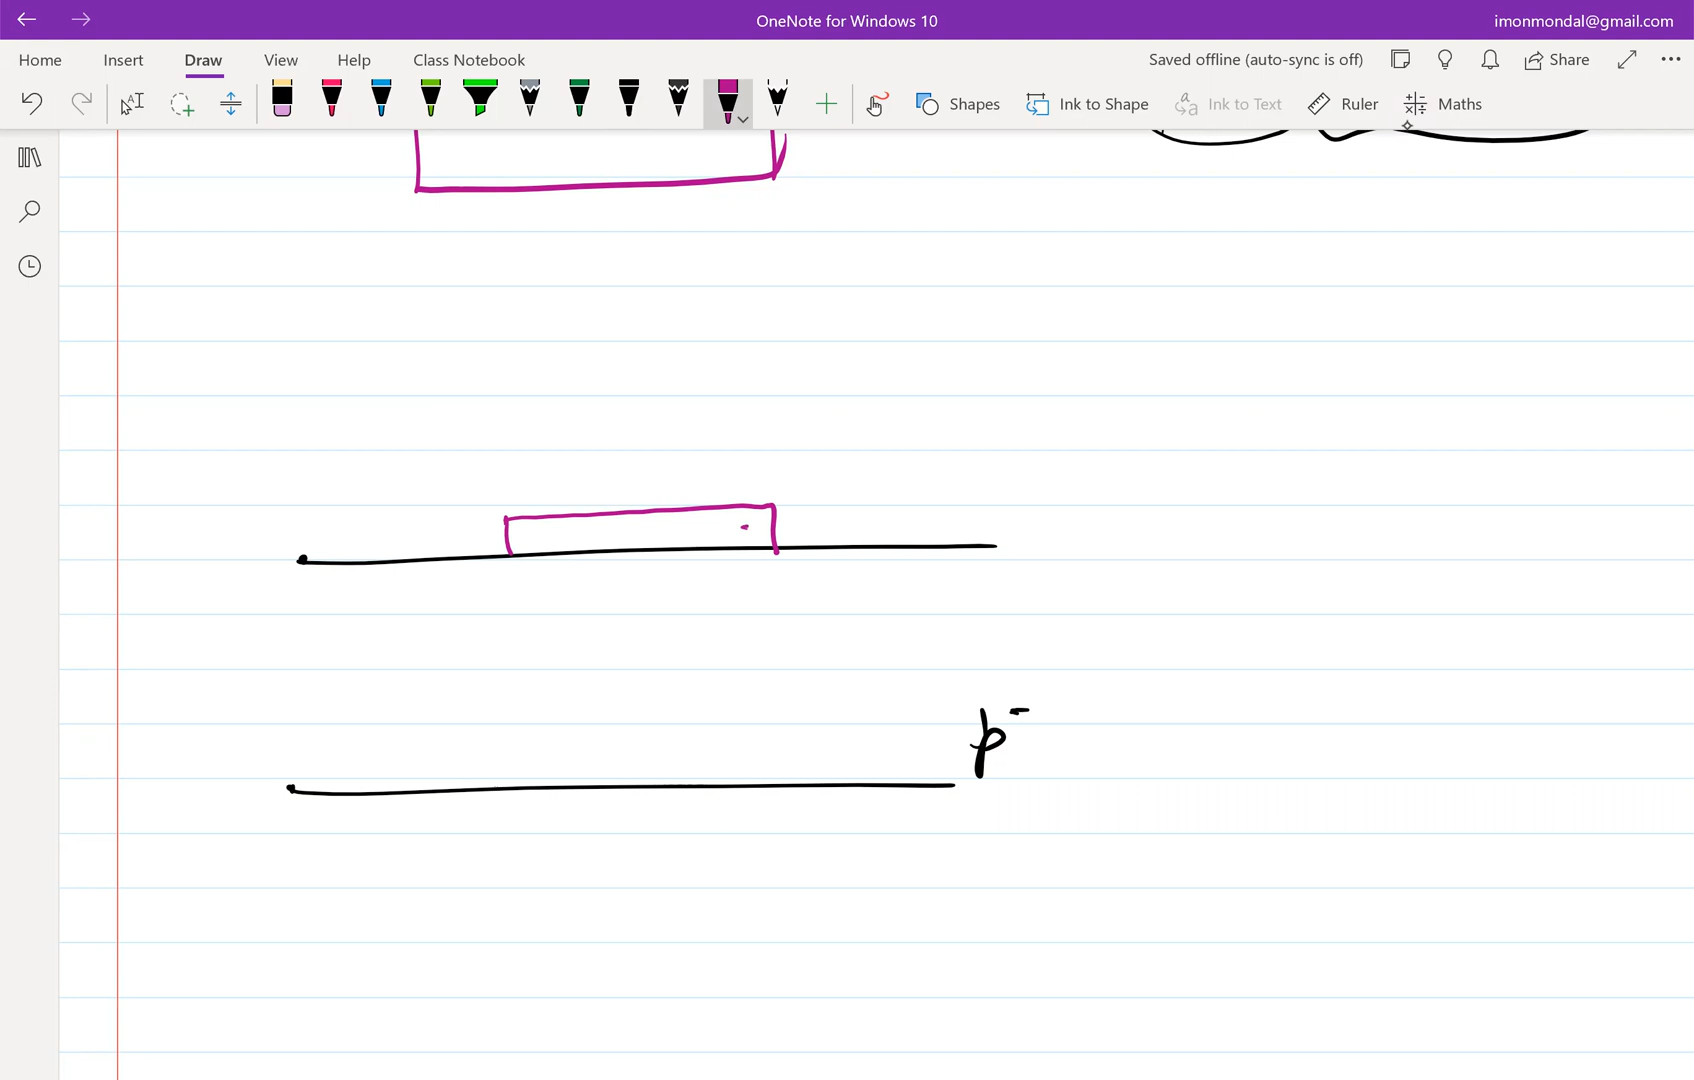 OneNote for Windows 10
imonmondal@gmail.com
Home Insert Draw View Help Class Notebook
Saved offline (auto-sync is off) Share
Shapes Ink to Shape Ink to Text Ruler Maths
p⁻